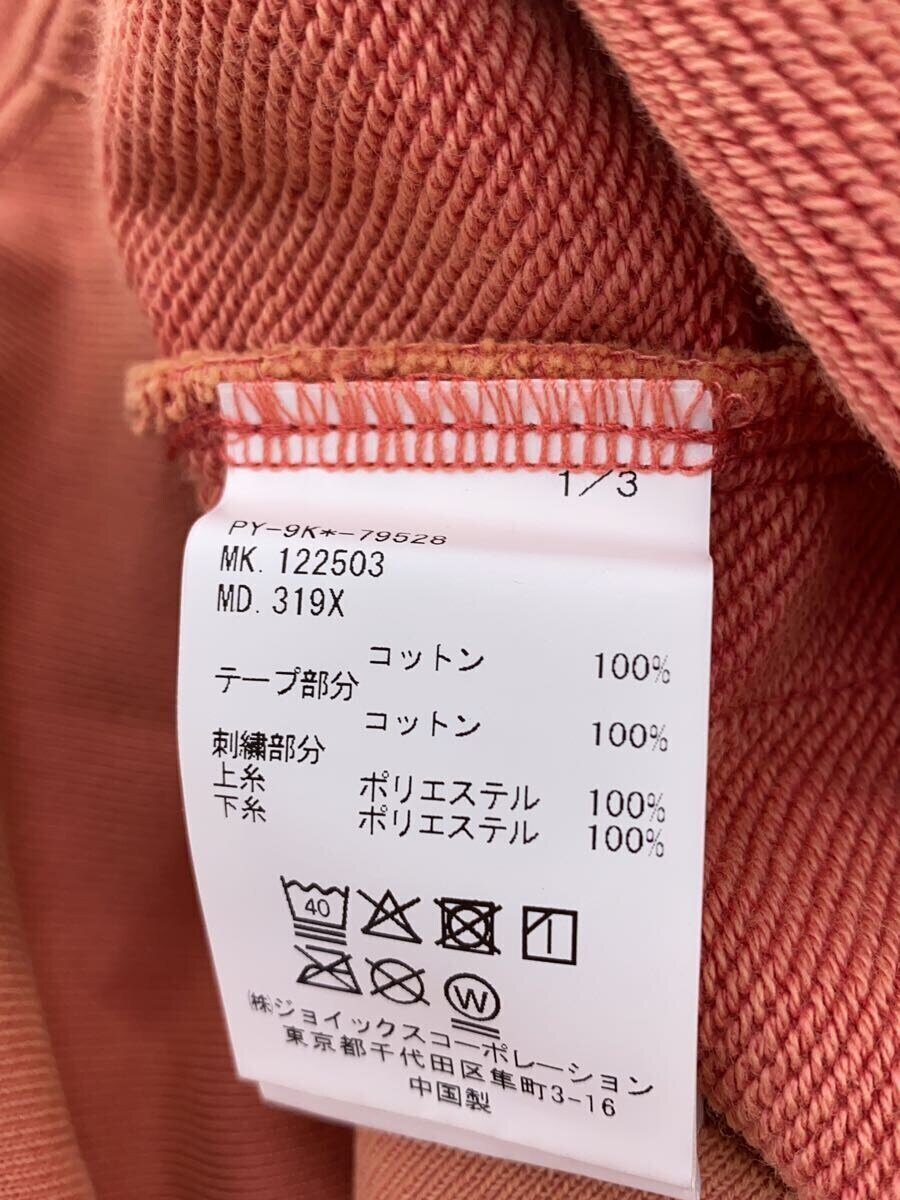 1/3
PY-9K*-79528
MK. 122503
MD. 319X
コットン 100%
テープ部分
コットン 100%
刺繍部分
上糸 ポリエステル 100%
下糸 ポリエステル 100%
40
W
㈱ジョイックスコーポレーション
東京都千代田区隼町3-16
中国製